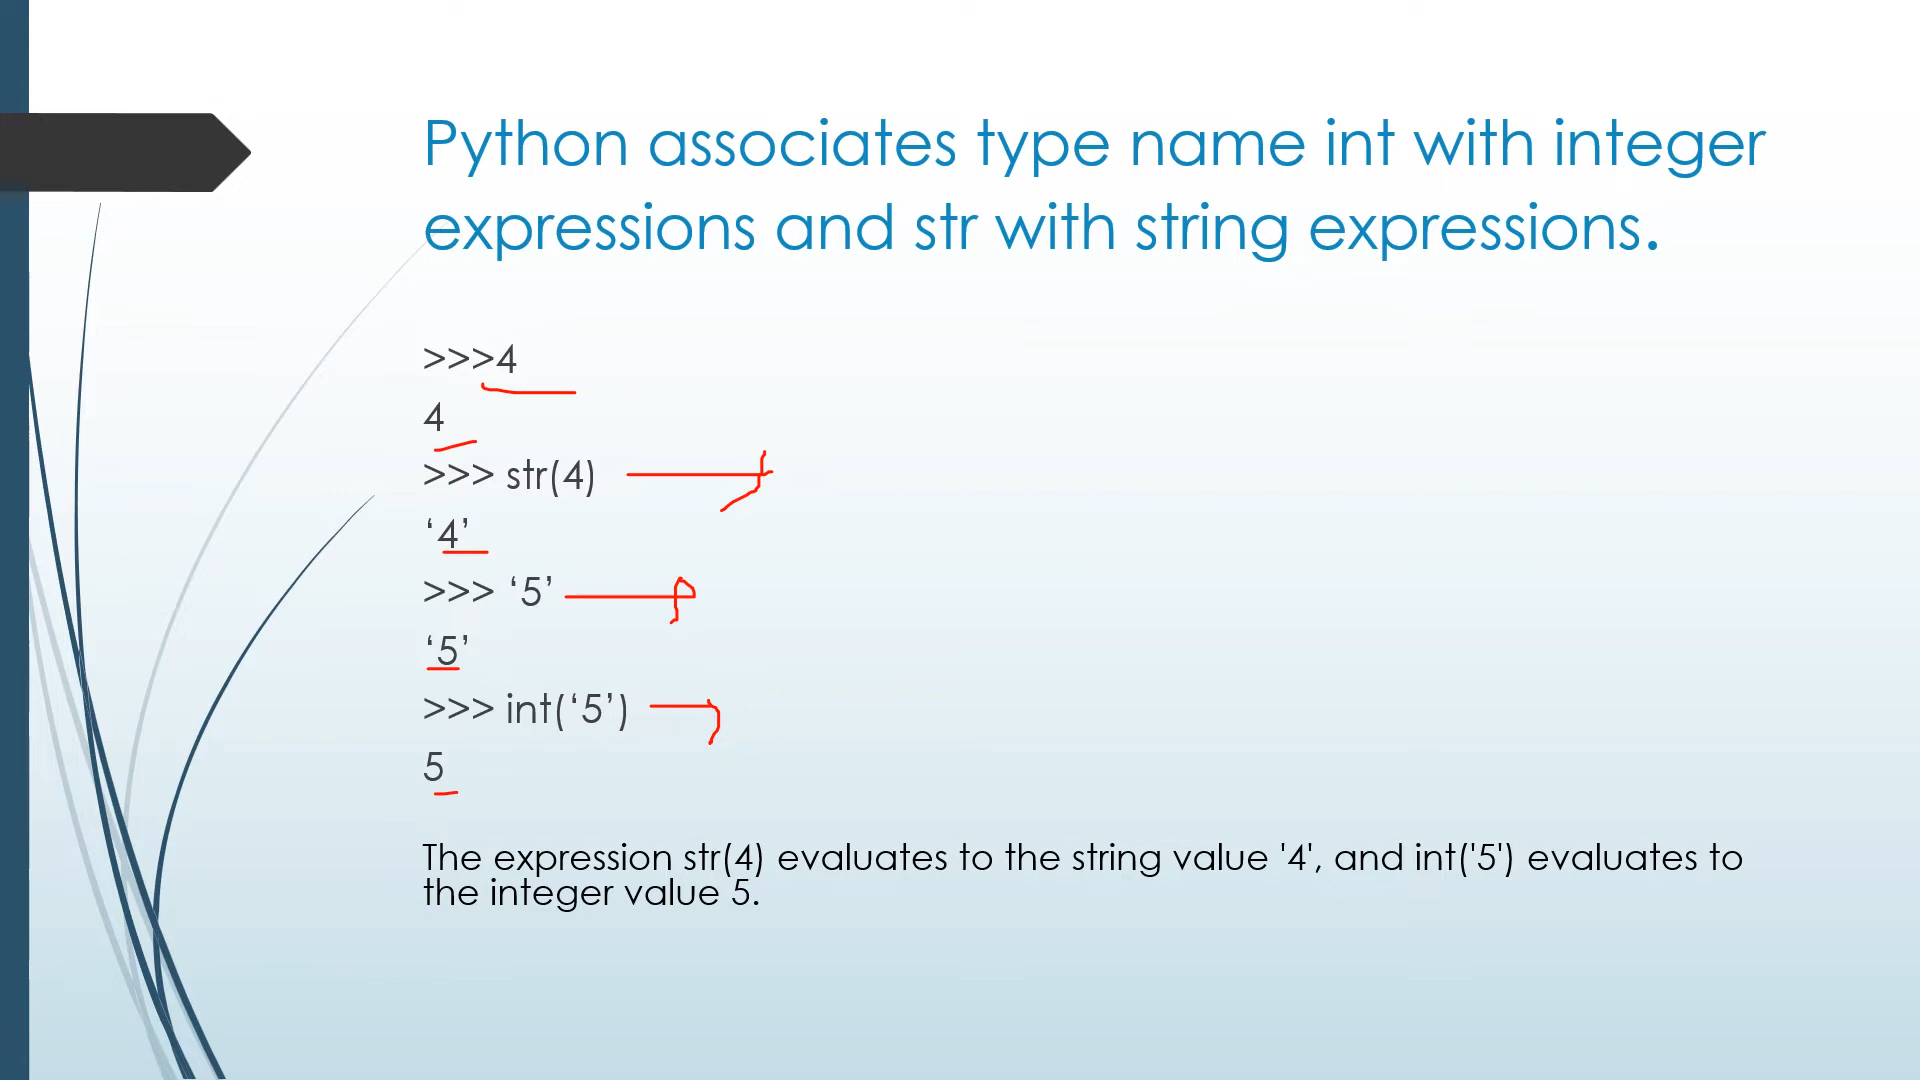 Python associates type name int with integer
expressions and str with string expressions.
>>>4
4
>>> str(4)
‘4’
>>> ‘5’
‘5’
>>> int(‘5’)
5
The expression str(4) evaluates to the string value '4', and int('5') evaluates to
the integer value 5.